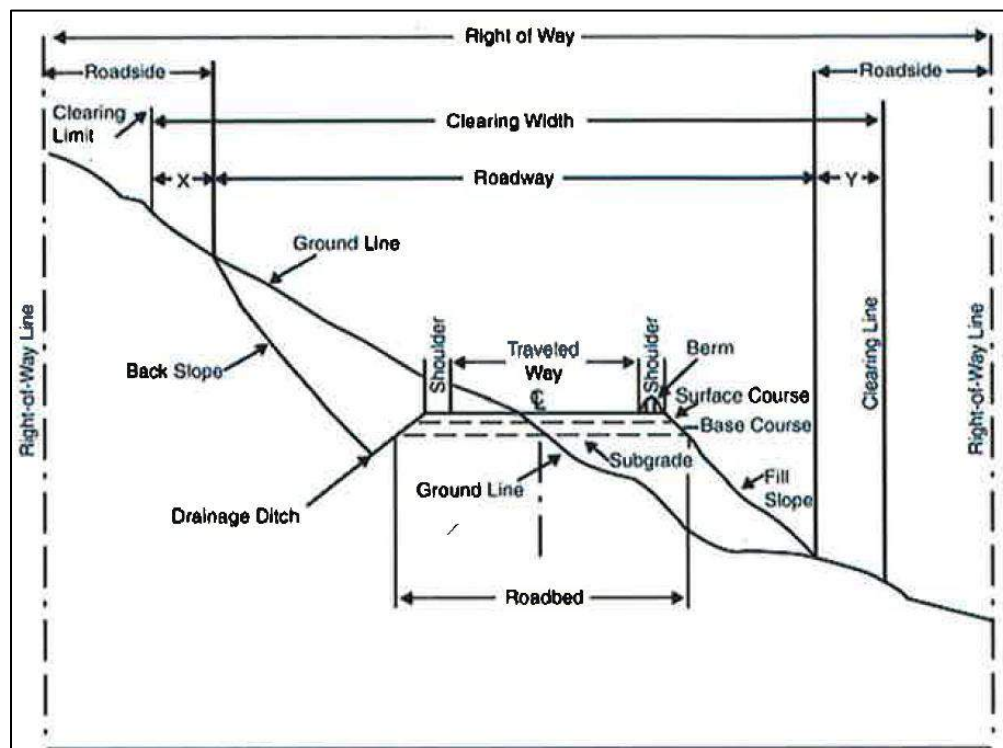 Right of Way
Roadside
Roadside
Clearing
Limit
Clearing Width
X
Roadway
Y
Ground Line
Right-of-Way Line
Back Slope
Shoulder
Traveled
Way
℄
Shoulder
Berm
Surface Course
Base Course
Clearing Line
Right-of-Way Line
Subgrade
Ground Line
Fill
Slope
Drainage Ditch
Roadbed